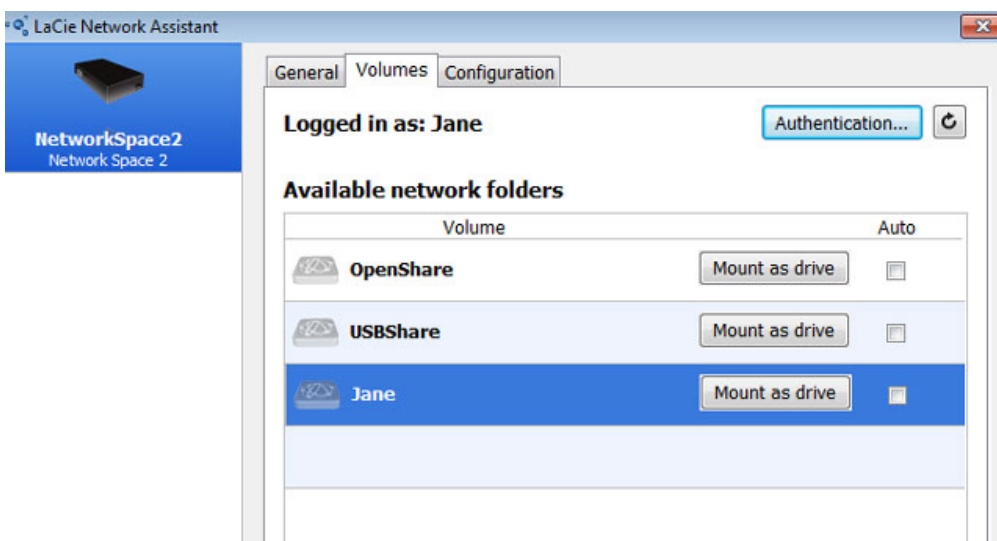 LaCie Network Assistant
NetworkSpace2
Network Space 2
General Volumes Configuration
Logged in as: Jane Authentication...
Available network folders
Volume Auto
OpenShare Mount as drive
USBShare Mount as drive
Jane Mount as drive